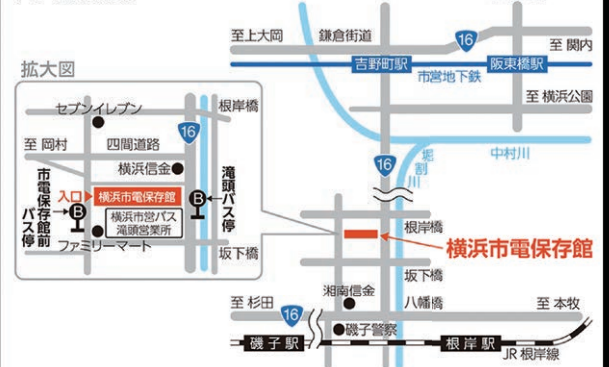 至上大岡
鎌倉街道
16
至 関内
吉野町駅
阪東橋駅
市営地下鉄
至 横浜公園
中村川
堀割川
16
根岸橋
横浜市電保存館
坂下橋
湘南信金
八幡橋
至 杉田
16
至 本牧
磯子警察
磯子駅
根岸駅
JR 根岸線
拡大図
セブンイレブン
根岸橋
16
至 岡村
四間道路
横浜信金
滝頭バス停
市電保存館前バス停
入口
横浜市電保存館
B
B
横浜市営バス
滝頭営業所
ファミリーマート
坂下橋